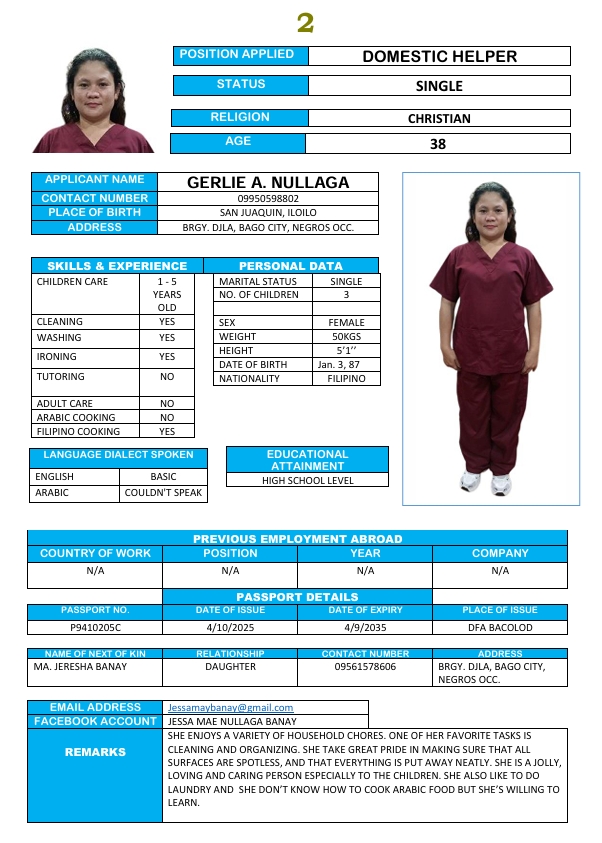 2
POSITION APPLIED DOMESTIC HELPER
STATUS SINGLE
RELIGION CHRISTIAN
AGE 38
APPLICANT NAME GERLIE A. NULLAGA
CONTACT NUMBER 09950598802
PLACE OF BIRTH SAN JUAQUIN, ILOILO
ADDRESS BRGY. DJLA, BAGO CITY, NEGROS OCC.
SKILLS & EXPERIENCE
CHILDREN CARE 1 - 5
YEARS
OLD
CLEANING YES
WASHING YES
IRONING YES
TUTORING NO
ADULT CARE NO
ARABIC COOKING NO
FILIPINO COOKING YES
PERSONAL DATA
MARITAL STATUS SINGLE
NO. OF CHILDREN 3
SEX FEMALE
WEIGHT 50KGS
HEIGHT 5’1’’
DATE OF BIRTH Jan. 3, 87
NATIONALITY FILIPINO
LANGUAGE DIALECT SPOKEN
ENGLISH BASIC
ARABIC COULDN'T SPEAK
EDUCATIONAL
ATTAINMENT
HIGH SCHOOL LEVEL
PREVIOUS EMPLOYMENT ABROAD
COUNTRY OF WORK POSITION YEAR COMPANY
N/A N/A N/A N/A
PASSPORT DETAILS
PASSPORT NO. DATE OF ISSUE DATE OF EXPIRY PLACE OF ISSUE
P9410205C 4/10/2025 4/9/2035 DFA BACOLOD
NAME OF NEXT OF KIN RELATIONSHIP CONTACT NUMBER ADDRESS
MA. JERESHA BANAY DAUGHTER 09561578606 BRGY. DJLA, BAGO CITY,
NEGROS OCC.
EMAIL ADDRESS Jessamaybanay@gmail.com
FACEBOOK ACCOUNT JESSA MAE NULLAGA BANAY
REMARKS
SHE ENJOYS A VARIETY OF HOUSEHOLD CHORES. ONE OF HER FAVORITE TASKS IS
CLEANING AND ORGANIZING. SHE TAKE GREAT PRIDE IN MAKING SURE THAT ALL
SURFACES ARE SPOTLESS, AND THAT EVERYTHING IS PUT AWAY NEATLY. SHE IS A JOLLY,
LOVING AND CARING PERSON ESPECIALLY TO THE CHILDREN. SHE ALSO LIKE TO DO
LAUNDRY AND SHE DON’T KNOW HOW TO COOK ARABIC FOOD BUT SHE’S WILLING TO
LEARN.